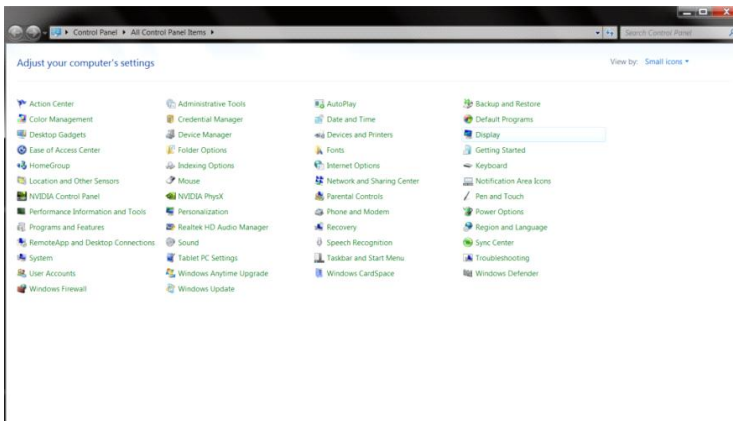 Control Panel ▸ All Control Panel Items ▸
Search Control Panel
Adjust your computer's settings
View by: Small icons
Action Center
Administrative Tools
AutoPlay
Backup and Restore
Color Management
Credential Manager
Date and Time
Default Programs
Desktop Gadgets
Device Manager
Devices and Printers
Display
Ease of Access Center
Folder Options
Fonts
Getting Started
HomeGroup
Indexing Options
Internet Options
Keyboard
Location and Other Sensors
Mouse
Network and Sharing Center
Notification Area Icons
NVIDIA Control Panel
NVIDIA PhysX
Parental Controls
Pen and Touch
Performance Information and Tools
Personalization
Phone and Modem
Power Options
Programs and Features
Realtek HD Audio Manager
Recovery
Region and Language
RemoteApp and Desktop Connections
Sound
Speech Recognition
Sync Center
System
Tablet PC Settings
Taskbar and Start Menu
Troubleshooting
User Accounts
Windows Anytime Upgrade
Windows CardSpace
Windows Defender
Windows Firewall
Windows Update